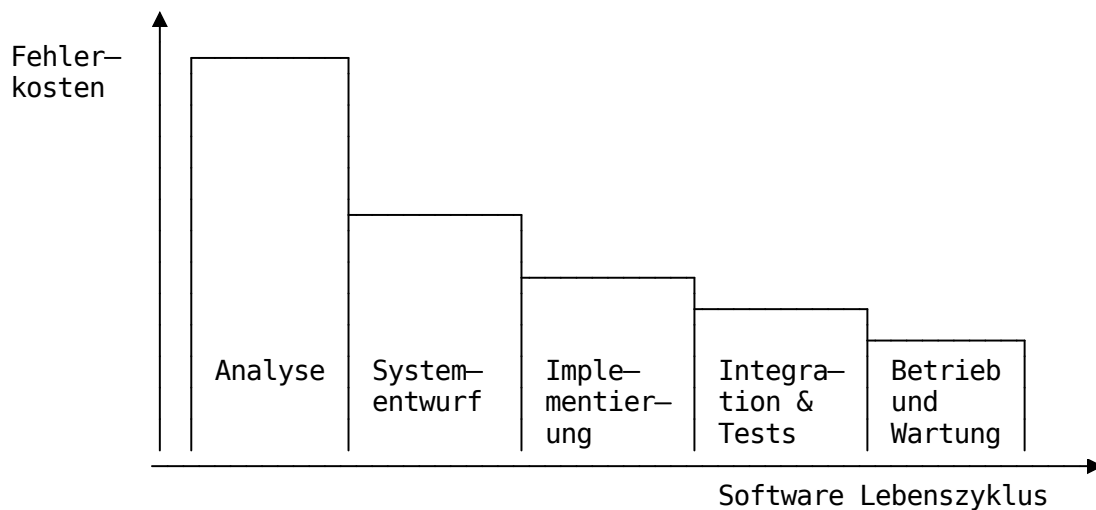 Fehler–
kosten
Analyse
System–
entwurf
Imple–
mentier–
ung
Integra–
tion &
Tests
Betrieb
und
Wartung
Software Lebenszyklus